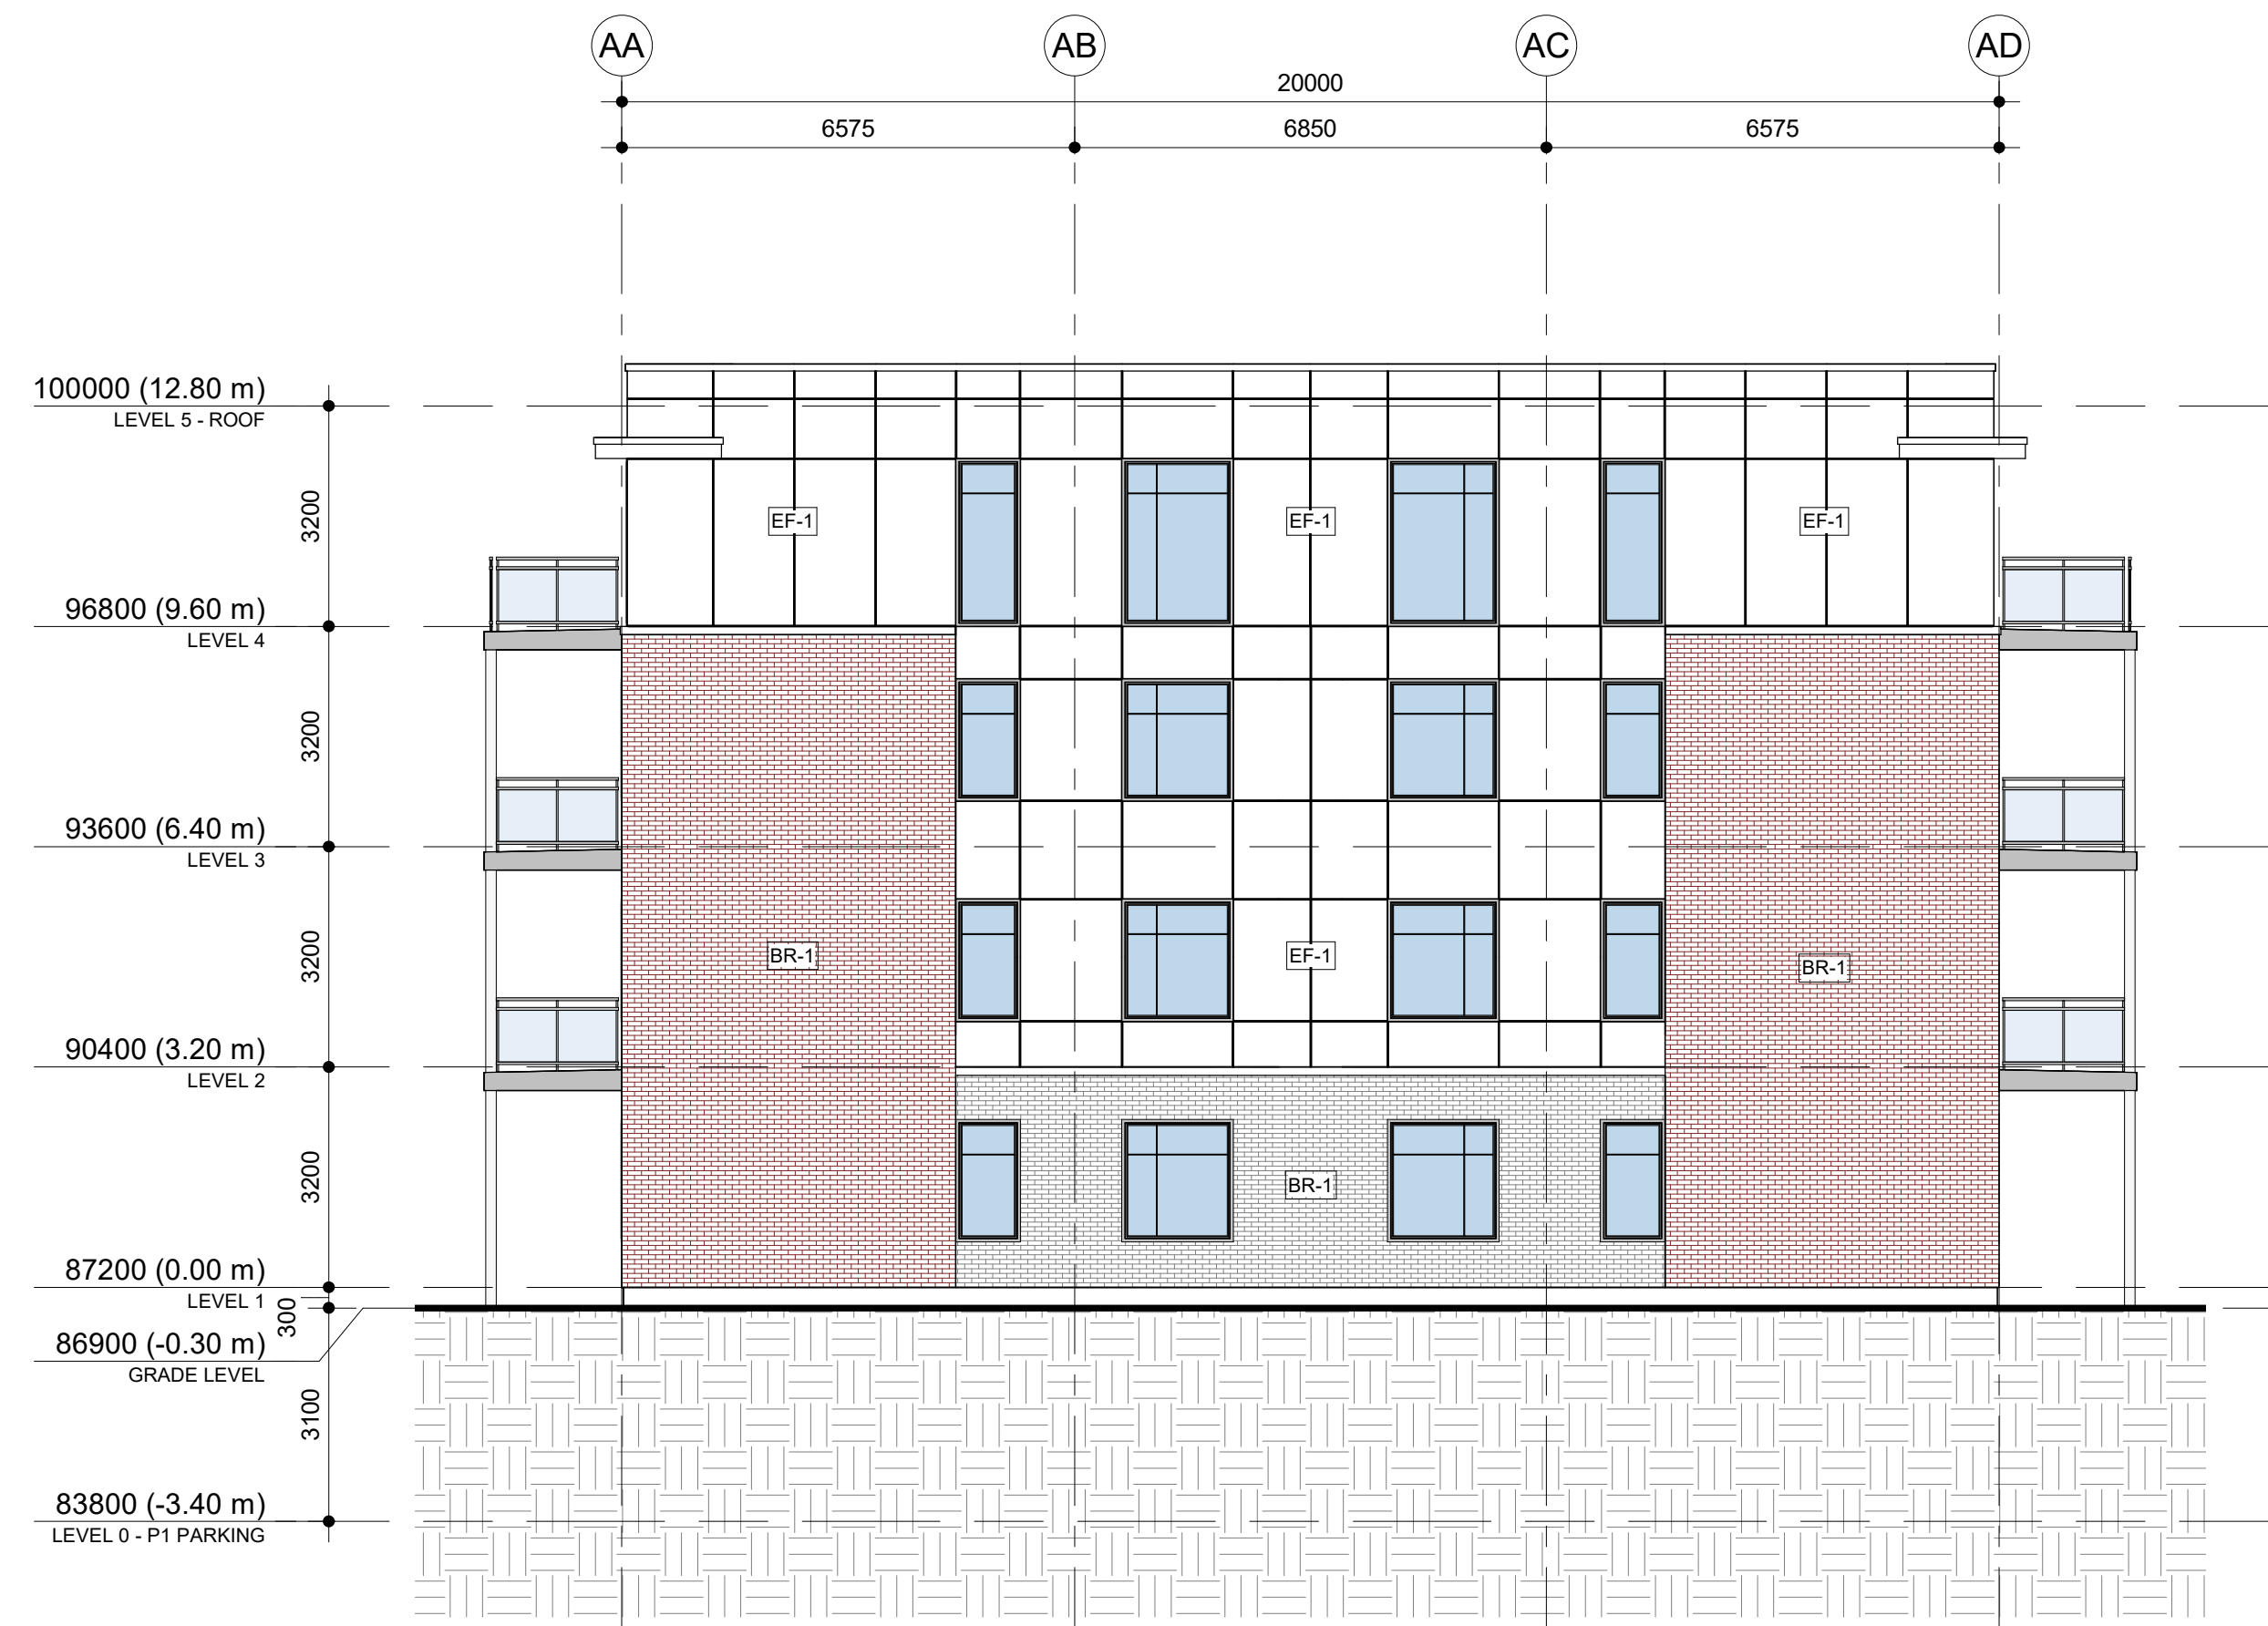 AA
AB
AC
AD
20000
6575
6850
6575
100000 (12.80 m)
LEVEL 5 - ROOF
3200
EF-1
EF-1
EF-1
96800 (9.60 m)
LEVEL 4
3200
93600 (6.40 m)
LEVEL 3
3200
BR-1
EF-1
BR-1
90400 (3.20 m)
LEVEL 2
3200
BR-1
87200 (0.00 m)
LEVEL 1
300
86900 (-0.30 m)
GRADE LEVEL
3100
83800 (-3.40 m)
LEVEL 0 - P1 PARKING